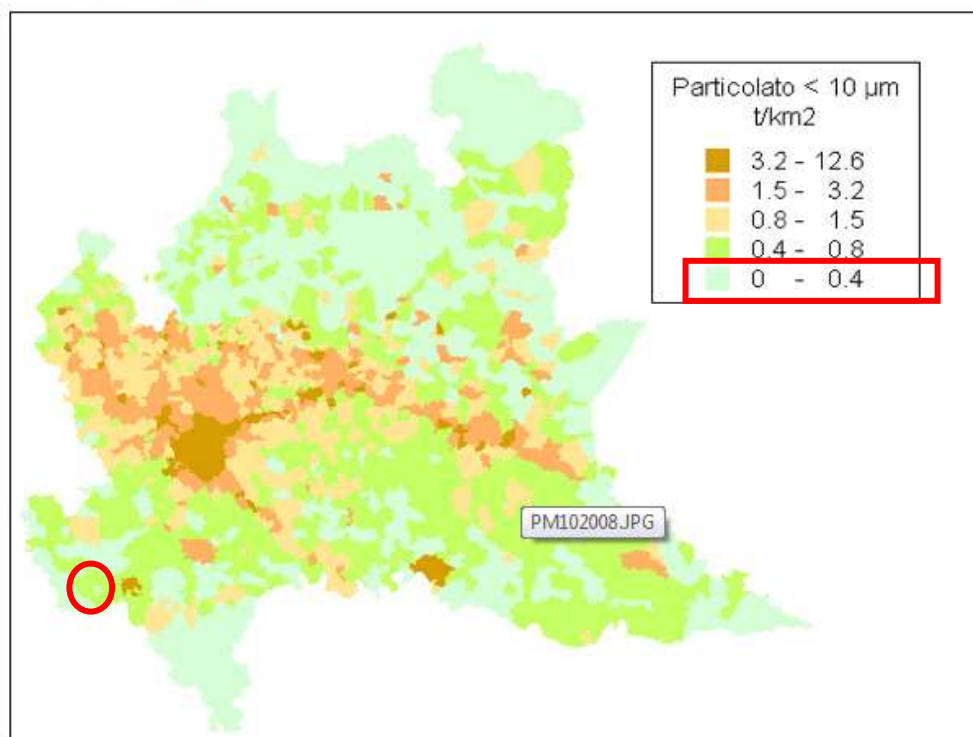 Particolato < 10 µm
t/km2
3.2 - 12.6
1.5 - 3.2
0.8 - 1.5
0.4 - 0.8
0 - 0.4
PM102008.JPG